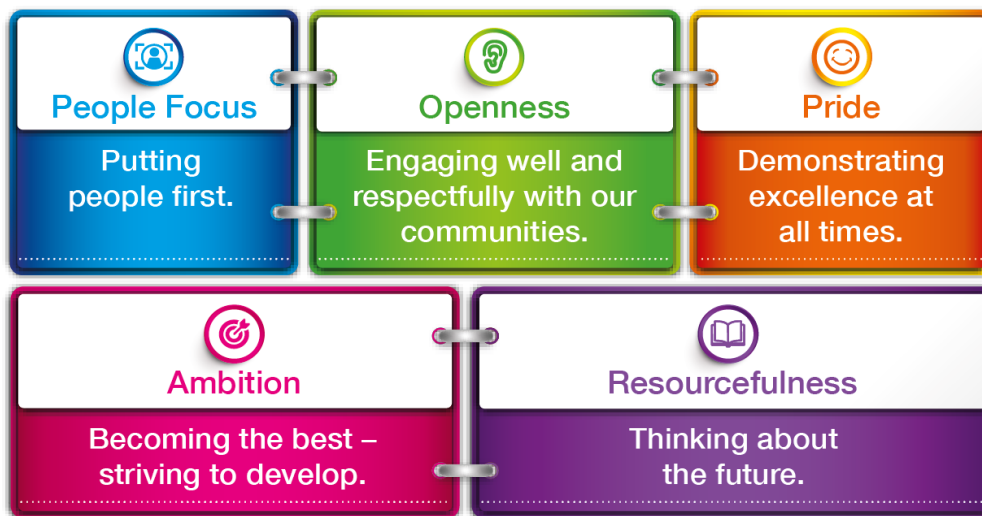 People Focus
Putting
people first.
Openness
Engaging well and
respectfully with our
communities.
Pride
Demonstrating
excellence at
all times.
Ambition
Becoming the best –
striving to develop.
Resourcefulness
Thinking about
the future.